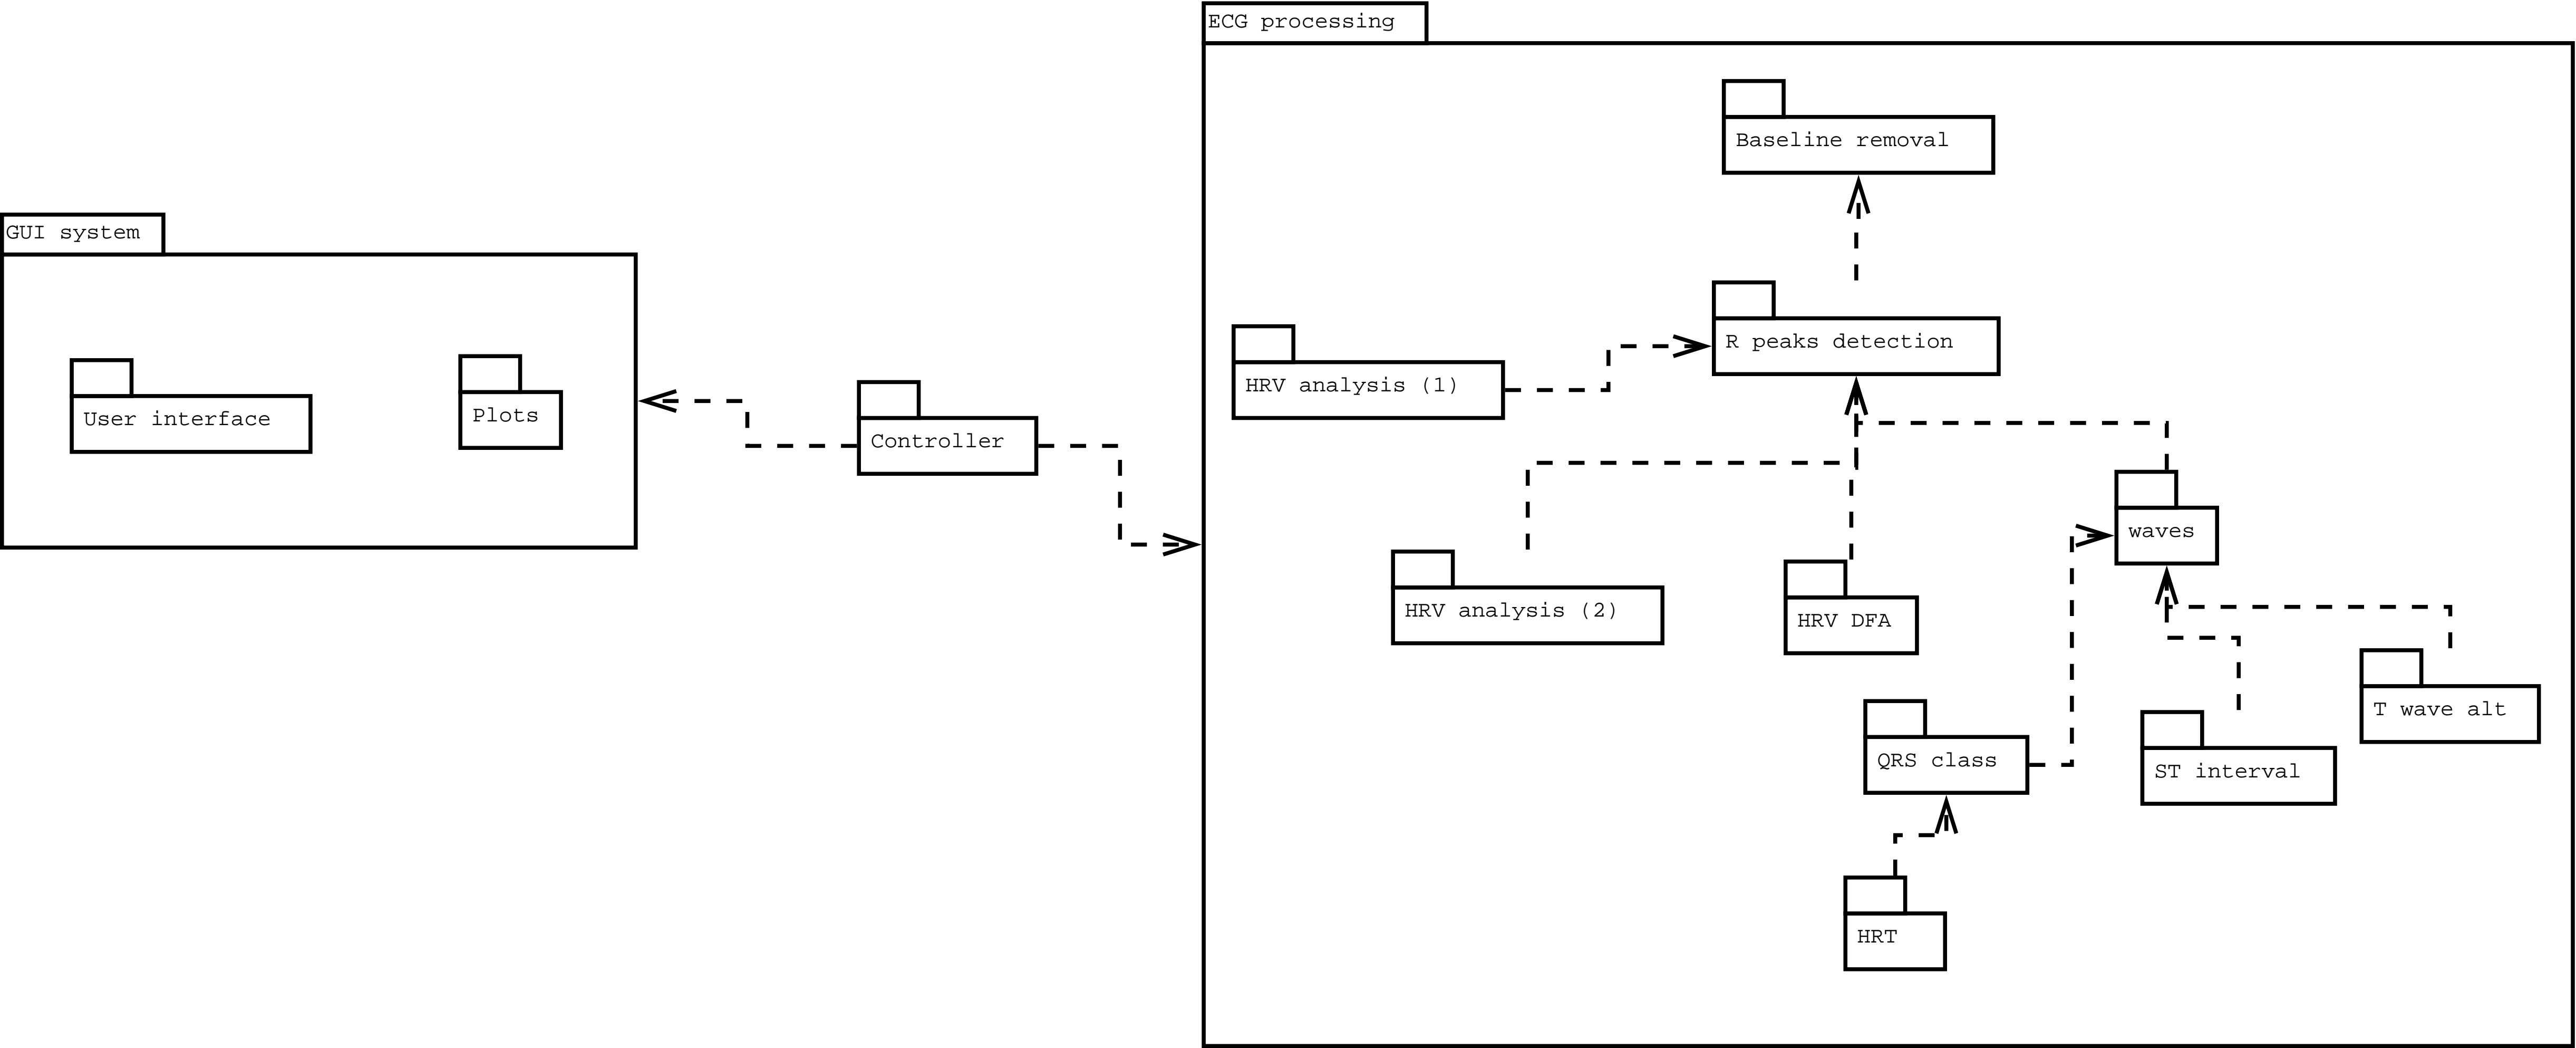 ECG processing
Baseline removal
GUI system
R peaks detection
HRV analysis (1)
User interface
Plots
Controller
waves
HRV analysis (2)
HRV DFA
T wave alt
QRS class
ST interval
HRT